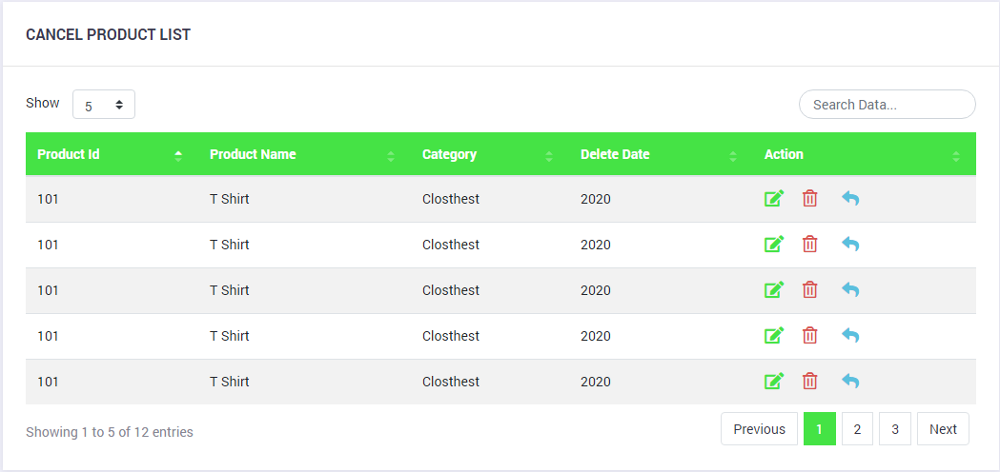 CANCEL PRODUCT LIST
Show 5 Search Data...
Product Id Product Name Category Delete Date Action
101 T Shirt Closthest 2020
101 T Shirt Closthest 2020
101 T Shirt Closthest 2020
101 T Shirt Closthest 2020
101 T Shirt Closthest 2020
Showing 1 to 5 of 12 entries Previous 1 2 3 Next